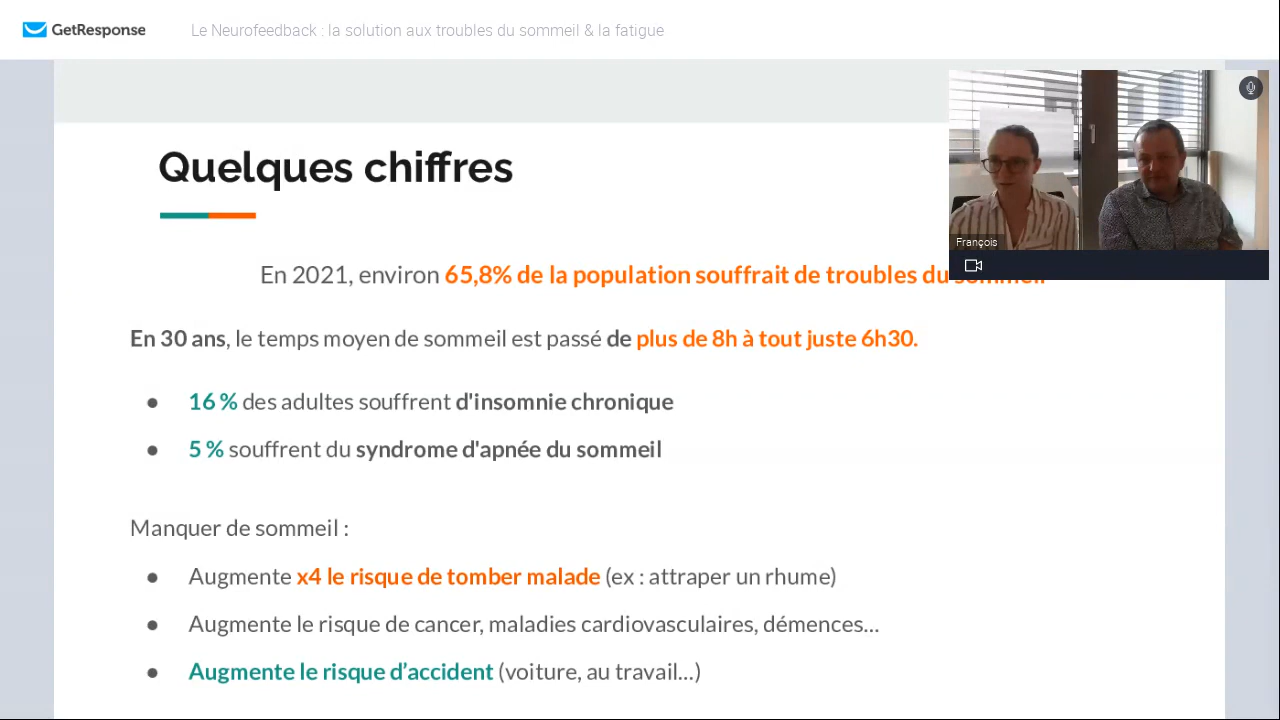 GetResponse
Le Neurofeedback : la solution aux troubles du sommeil & la fatigue
Quelques chiffres
François
En 2021, environ 65,8% de la population souffrait de troubles du sommeil
En 30 ans, le temps moyen de sommeil est passé de plus de 8h à tout juste 6h30.
● 16 % des adultes souffrent d'insomnie chronique
● 5 % souffrent du syndrome d'apnée du sommeil
Manquer de sommeil :
● Augmente x4 le risque de tomber malade (ex : attraper un rhume)
● Augmente le risque de cancer, maladies cardiovasculaires, démences...
● Augmente le risque d’accident (voiture, au travail...)